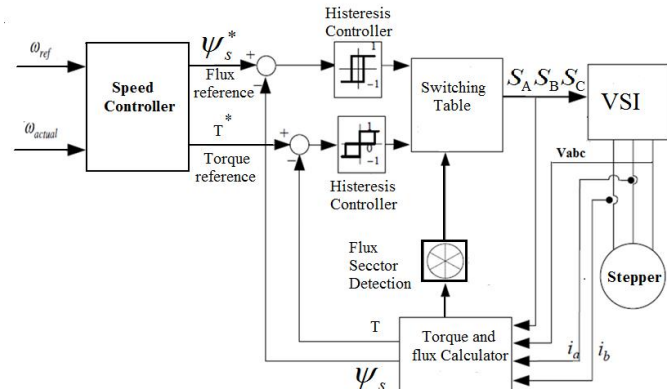 Histeresis
Controller
ω_ref
ω_actual
Speed
Controller
ψ_s^*
Flux
reference
T*
Torque
reference
+
−
+
−
1
−1
1
0
−1
Histeresis
Controller
Switching
Table
S_A S_B S_C
VSI
Vabc
Flux
Secctor
Detection
Stepper
T
ψ_s
Torque and
flux Calculator
i_a
i_b